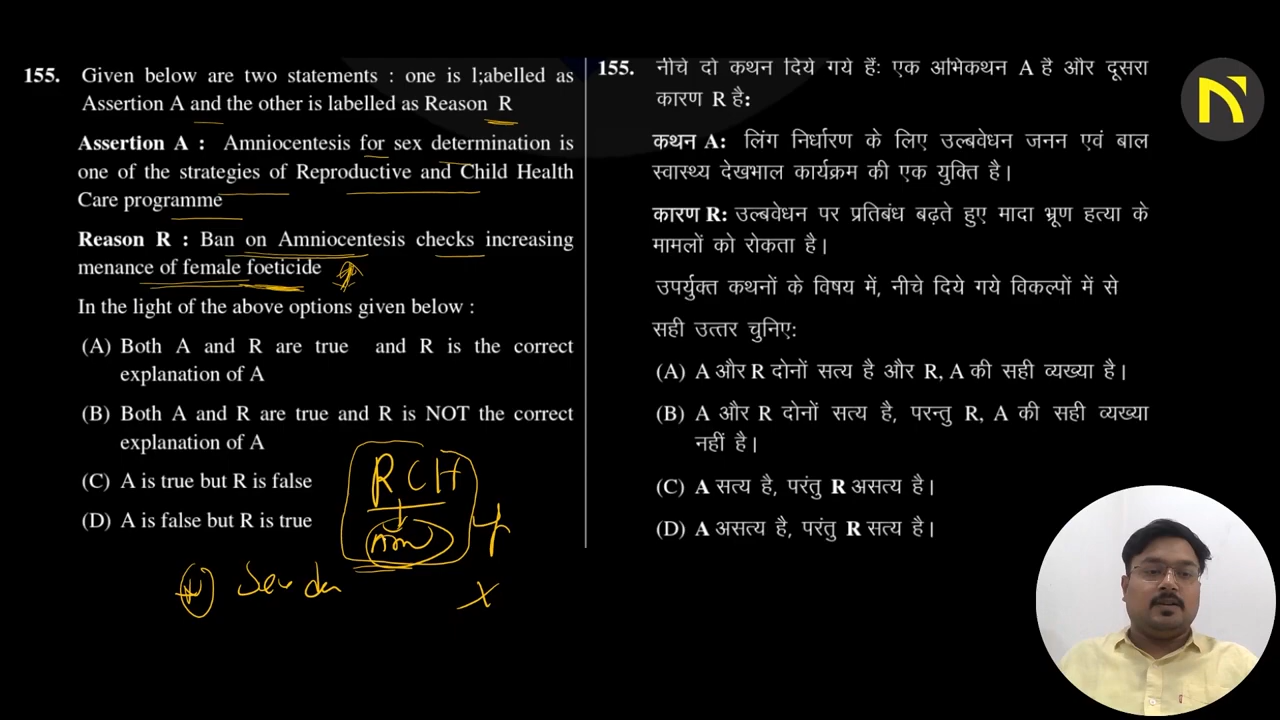 155. Given below are two statements : one is l;abelled as
Assertion A and the other is labelled as Reason R
Assertion A : Amniocentesis for sex determination is
one of the strategies of Reproductive and Child Health
Care programme
Reason R : Ban on Amniocentesis checks increasing
menance of female foeticide
In the light of the above options given below :
(A) Both A and R are true and R is the correct
explanation of A
(B) Both A and R are true and R is NOT the correct
explanation of A
(C) A is true but R is false
(D) A is false but R is true
RCH
155. नीचे दो कथन दिये गये हैं: एक अभिकथन A है और दूसरा
कारण R है:
कथन A: लिंग निर्धारण के लिए उल्बवेधन जनन एवं बाल
स्वास्थ्य देखभाल कार्यक्रम की एक युक्ति है।
कारण R: उल्बवेधन पर प्रतिबंध बढ़ते हुए मादा भ्रूण हत्या के
मामलों को रोकता है।
उपर्युक्त कथनों के विषय में, नीचे दिये गये विकल्पों में से
सही उत्तर चुनिए:
(A) A और R दोनों सत्य है और R, A की सही व्यख्या है।
(B) A और R दोनों सत्य है, परन्तु R, A की सही व्यख्या
नहीं है।
(C) A सत्य है, परंतु R असत्य है।
(D) A असत्य है, परंतु R सत्य है।